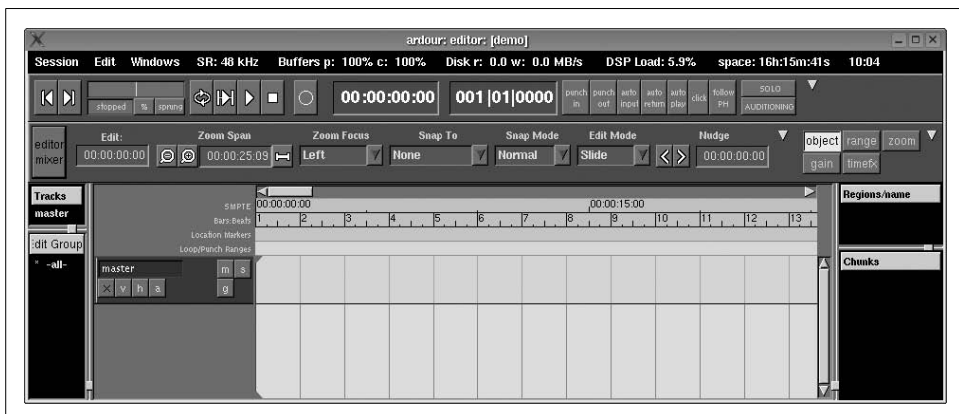 ardour: editor: [demo]
Session Edit Windows SR: 48 kHz Buffers p: 100% c: 100% Disk r: 0.0 w: 0.0 MB/s DSP Load: 5.9% space: 16h:15m:41s 10:04
stopped % sprung 00:00:00:00 001|01|0000 punch in punch out auto input auto return auto play click follow PH SOLO AUDITIONING
editor mixer
Edit: Zoom Span Zoom Focus Snap To Snap Mode Edit Mode Nudge
00:00:00:00 00:00:25:09 Left None Normal Slide 00:00:00:00
object range zoom
gain timefx
Tracks
master
Edit Group
* -all-
SMPTE 00:00:00:00 00:00:15:00
Bars:Beats 1 2 3 4 5 6 7 8 9 10 11 12 13
Location Markers
Loop/Punch Ranges
master m s
x v h a g
Regions/name
Chunks